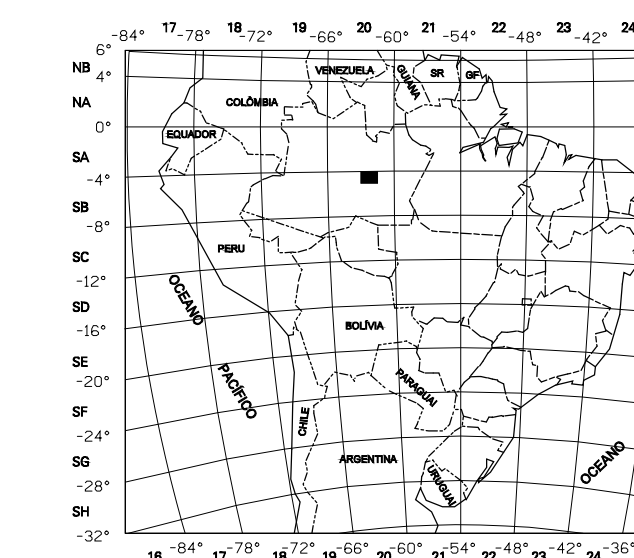 17 18 19 20 21 22 23 24
-84° -78° -72° -66° -60° -54° -48° -42°
6°
NB
4°
NA
0°
SA
-4°
SB
-8°
SC
-12°
SD
-16°
SE
-20°
SF
-24°
SG
-28°
SH
-32°
VENEZUELA
GUIANA
SR
GF
COLÔMBIA
EQUADOR
PERU
OCEANO
BOLÍVIA
PACÍFICO
PARAGUAI
CHILE
ARGENTINA
URUGUAI
OCEANO
16 -84° 17 -78° 18 -72° 19 -66° 20 -60° 21 -54° 22 -48° 23 -42° 24 -36°